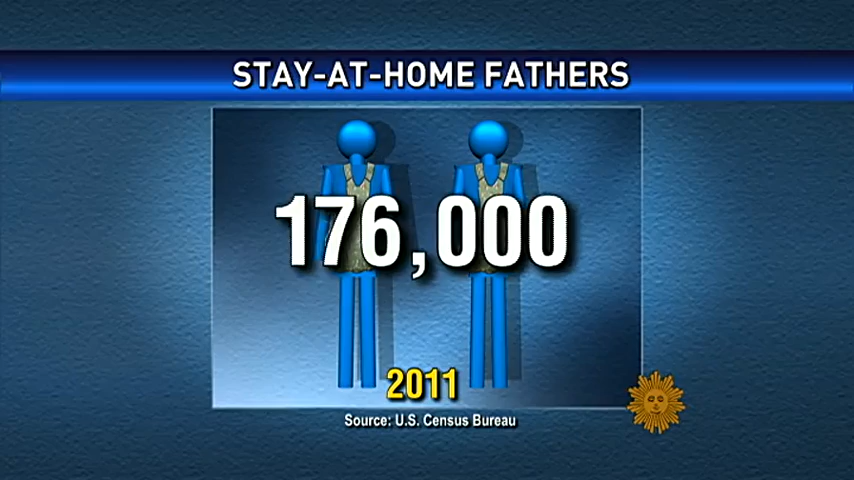 STAY-AT-HOME FATHERS
176,000
2011
Source: U.S. Census Bureau